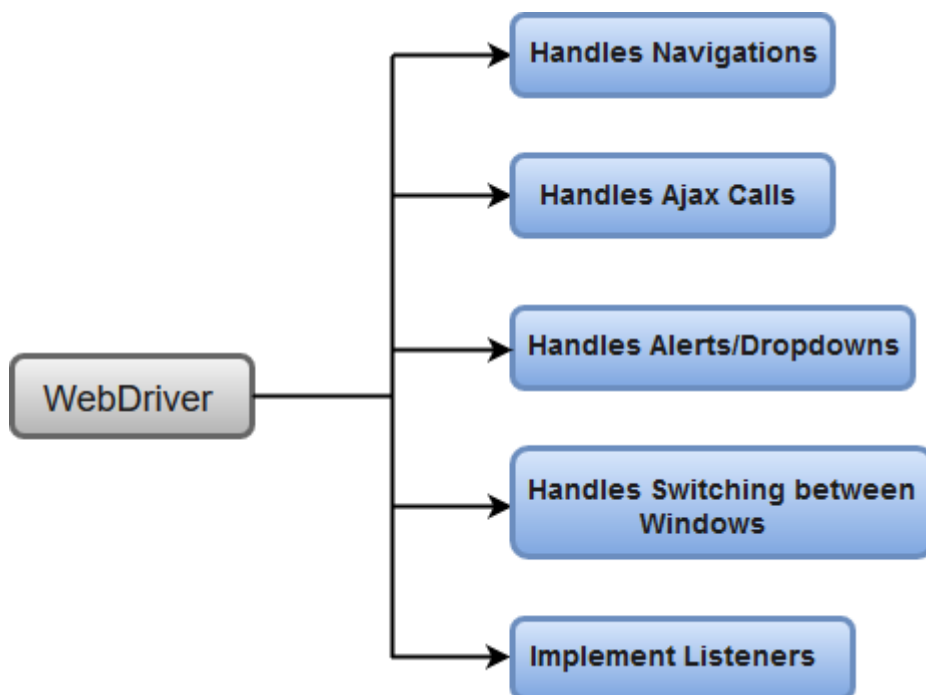 Handles Navigations
Handles Ajax Calls
Handles Alerts/Dropdowns
WebDriver
Handles Switching between
Windows
Implement Listeners